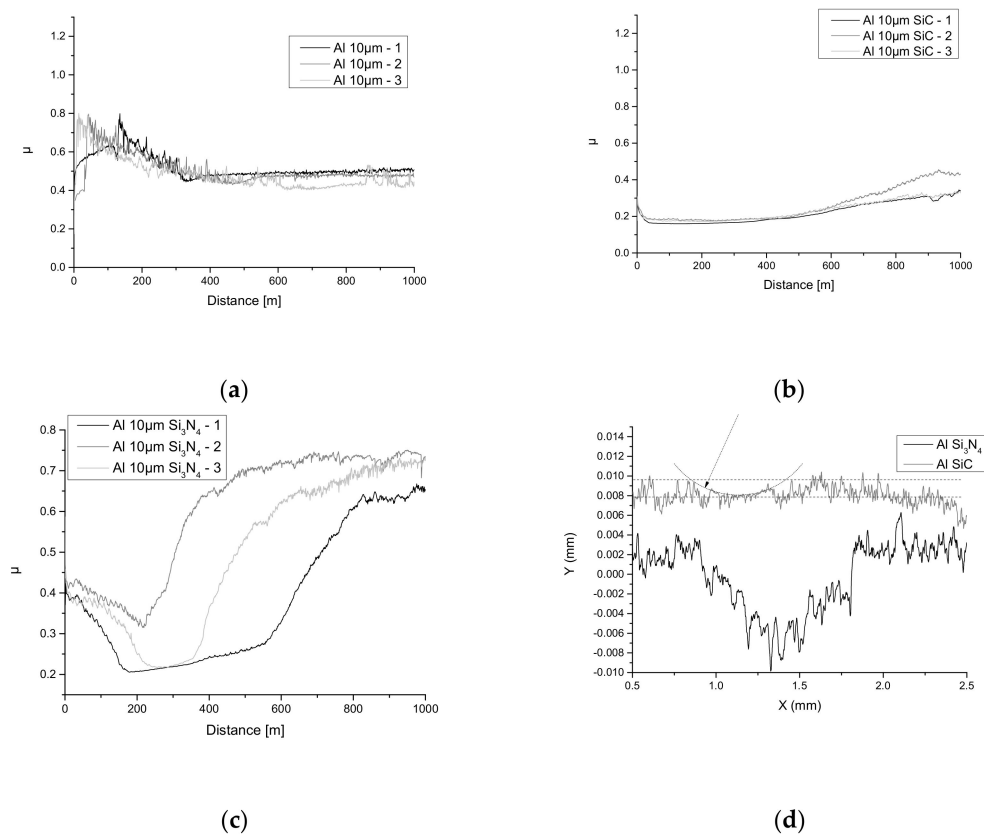 1.2
1.0
0.8
0.6
0.4
0.2
0.0
μ
Al 10μm - 1
Al 10μm - 2
Al 10μm - 3
0 200 400 600 800 1000
Distance [m]
(a)
1.2
1.0
0.8
0.6
0.4
0.2
0.0
μ
Al 10μm SiC - 1
Al 10μm SiC - 2
Al 10μm SiC - 3
0 200 400 600 800 1000
Distance [m]
(b)
Al 10μm Si₃N₄ - 1
Al 10μm Si₃N₄ - 2
Al 10μm Si₃N₄ - 3
0.8
0.7
0.6
0.5
0.4
0.3
0.2
μ
0 200 400 600 800 1000
Distance [m]
(c)
0.014
0.012
0.010
0.008
0.006
0.004
0.002
0.000
-0.002
-0.004
-0.006
-0.008
-0.010
Y (mm)
Al Si₃N₄
Al SiC
0.5 1.0 1.5 2.0 2.5
X (mm)
(d)